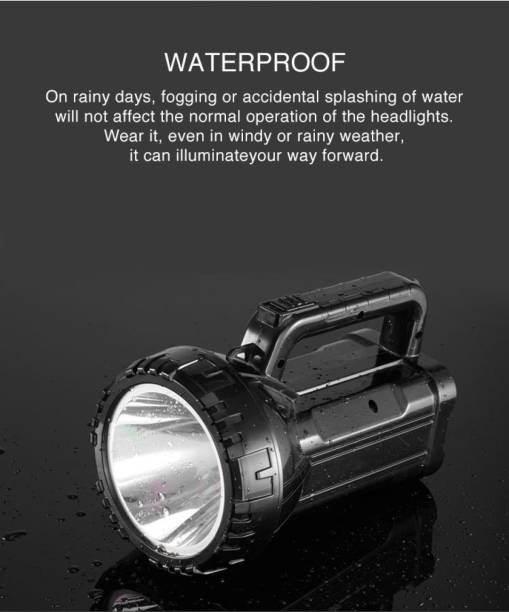 WATERPROOF
On rainy days, fogging or accidental splashing of water
will not affect the normal operation of the headlights.
Wear it, even in windy or rainy weather,
it can illuminateyour way forward.